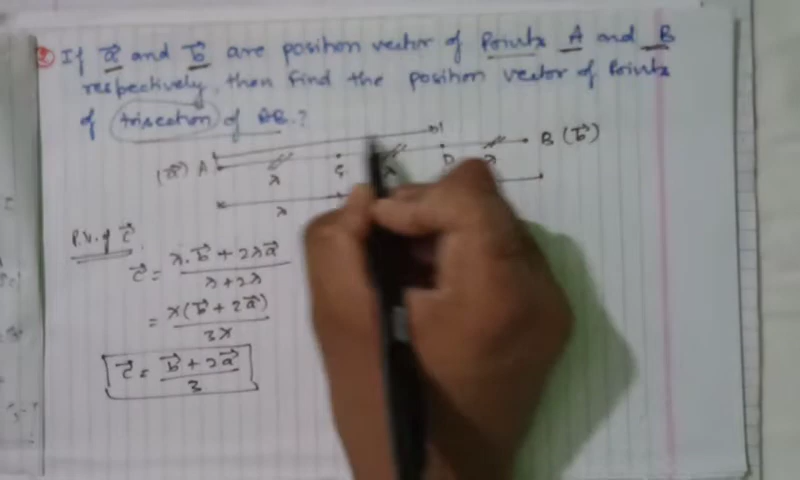 2) If a⃗ and b⃗ are position vector of Points A and B
respectively, then find the position vector of Points
of trisection of AB.?
(a⃗) A C D B (b⃗)
λ λ λ
λ
P.V. of c⃗
c⃗ = λ.b⃗ + 2λa⃗ / λ+2λ
= λ(b⃗ + 2a⃗) / 3λ
c⃗ = b⃗ + 2a⃗ / 3